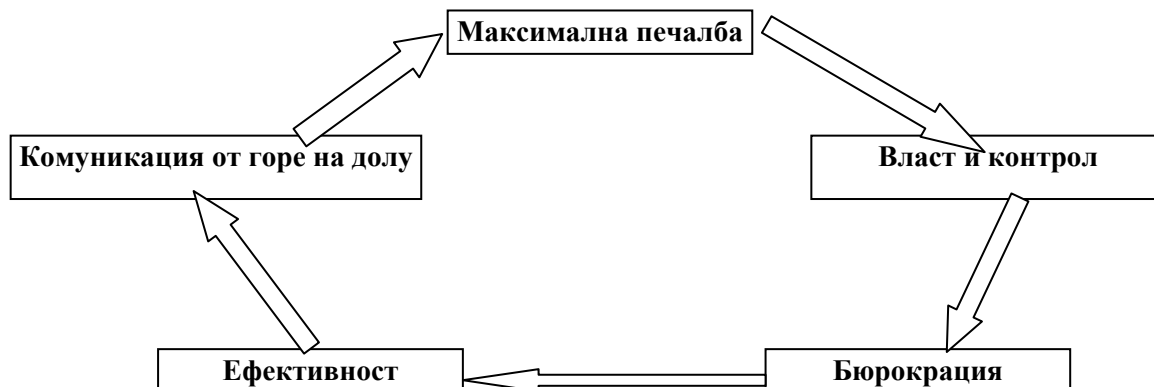 Максимална печалба
Комуникация от горе на долу
Власт и контрол
Ефективност
Бюрокрация